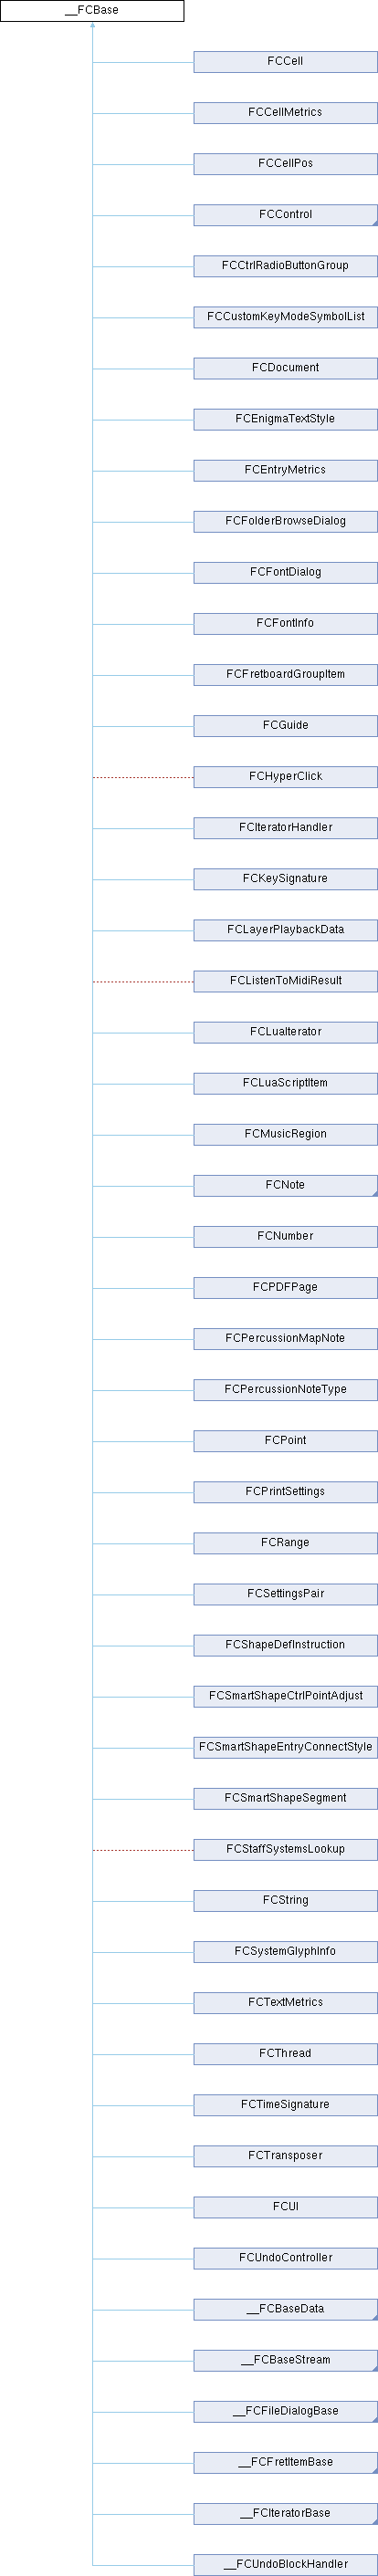 __FCBase
FCCell
FCCellMetrics
FCCellPos
FCControl
FCCtrlRadioButtonGroup
FCCustomKeyModeSymbolList
FCDocument
FCEnigmaTextStyle
FCEntryMetrics
FCFolderBrowseDialog
FCFontDialog
FCFontInfo
FCFretboardGroupItem
FCGuide
FCHyperClick
FCIteratorHandler
FCKeySignature
FCLayerPlaybackData
FCListenToMidiResult
FCLuaIterator
FCLuaScriptItem
FCMusicRegion
FCNote
FCNumber
FCPDFPage
FCPercussionMapNote
FCPercussionNoteType
FCPoint
FCPrintSettings
FCRange
FCSettingsPair
FCShapeDefInstruction
FCSmartShapeCtrlPointAdjust
FCSmartShapeEntryConnectStyle
FCSmartShapeSegment
FCStaffSystemsLookup
FCString
FCSystemGlyphInfo
FCTextMetrics
FCThread
FCTimeSignature
FCTransposer
FCUI
FCUndoController
__FCBaseData
__FCBaseStream
__FCFileDialogBase
__FCFretItemBase
__FCIteratorBase
__FCUndoBlockHandler